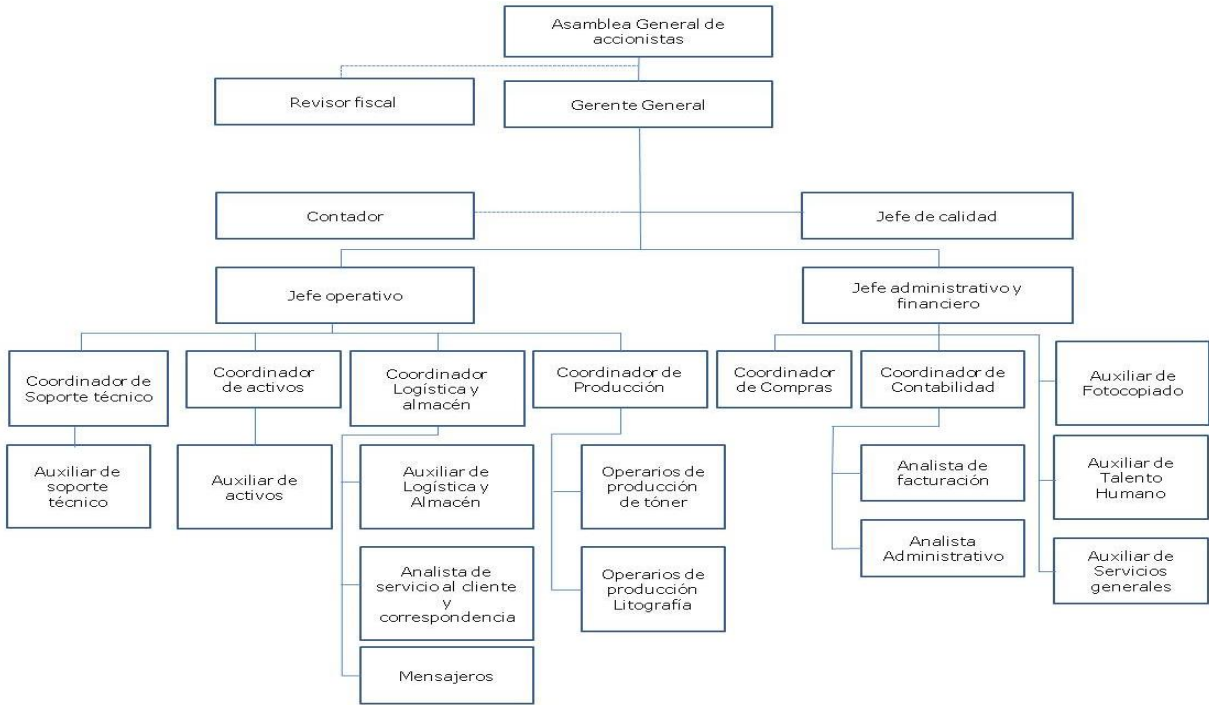 Asamblea General de
accionistas
Revisor fiscal
Gerente General
Contador
Jefe de calidad
Jefe operativo
Jefe administrativo y
financiero
Coordinador de
Soporte técnico
Coordinador
de activos
Coordinador
Logística y
almacén
Coordinador de
Producción
Coordinador
de Compras
Coordinador de
Contabilidad
Auxiliar de
Fotocopiado
Auxiliar de
soporte
técnico
Auxiliar de
activos
Auxiliar de
Logística y
Almacén
Operarios de
producción
de tóner
Analista de
facturación
Auxiliar de
Talento
Humano
Analista de
servicio al cliente
y
correspondencia
Operarios de
producción
Litografía
Analista
Administrativo
Auxiliar de
Servicios
generales
Mensajeros